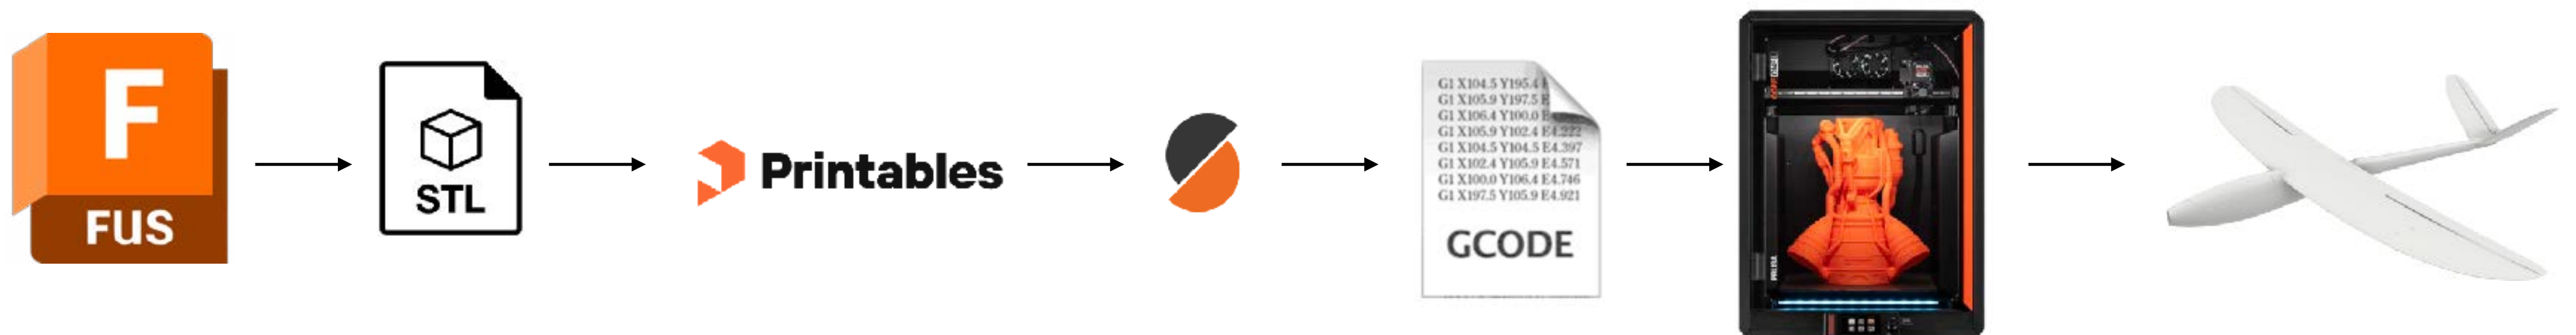 F
FUS
STL
Printables
G1 X104.5 Y195.4
G1 X105.9 Y197.5 E
G1 X106.4 Y100.0 E
G1 X105.9 Y102.4 E4.222
G1 X104.5 Y104.5 E4.397
G1 X102.4 Y105.9 E4.571
G1 X100.0 Y106.4 E4.746
G1 X197.5 Y105.9 E4.921
GCODE
PRUSA